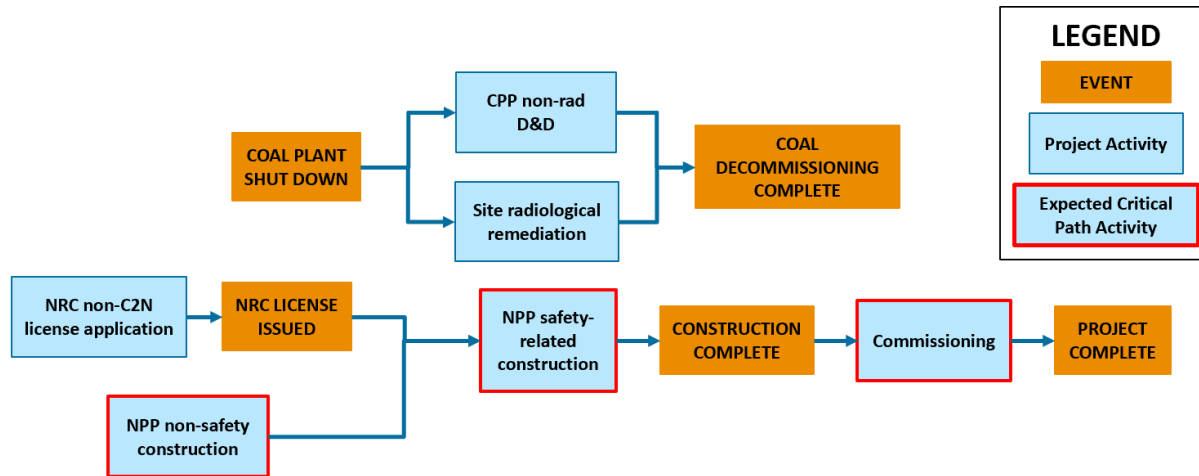 LEGEND
EVENT
Project Activity
Expected Critical
Path Activity
COAL PLANT
SHUT DOWN
CPP non-rad
D&D
Site radiological
remediation
COAL
DECOMMISSIONING
COMPLETE
NRC non-C2N
license application
NRC LICENSE
ISSUED
NPP non-safety
construction
NPP safety-
related
construction
CONSTRUCTION
COMPLETE
Commissioning
PROJECT
COMPLETE